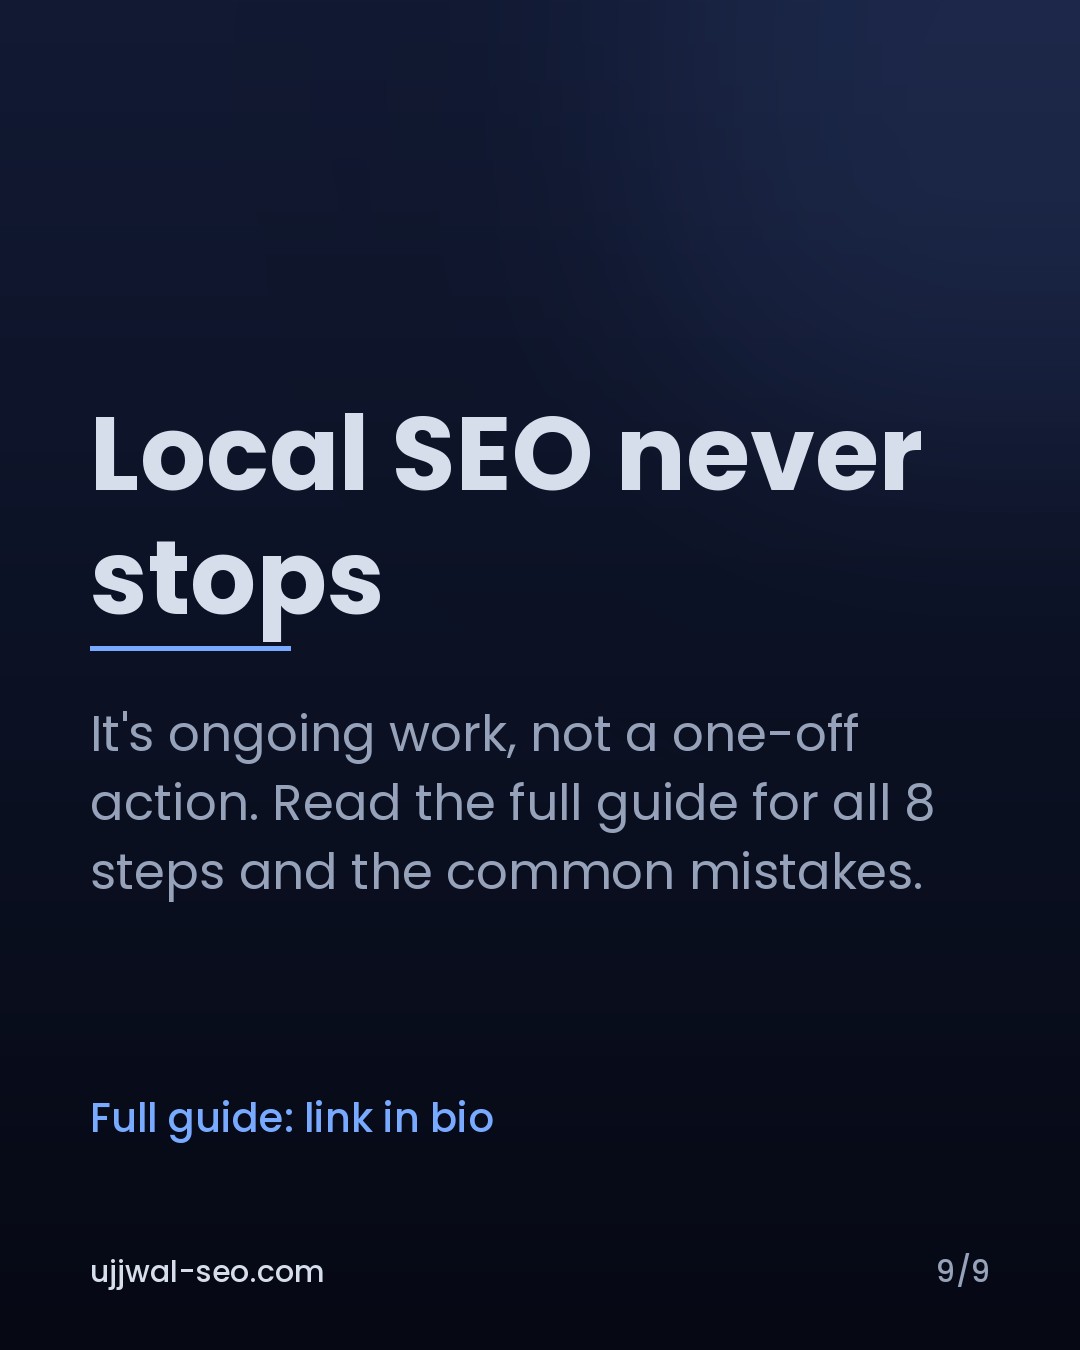 Local SEO never
stops
It's ongoing work, not a one-off
action. Read the full guide for all 8
steps and the common mistakes.
Full guide: link in bio
ujjwal-seo.com
9/9